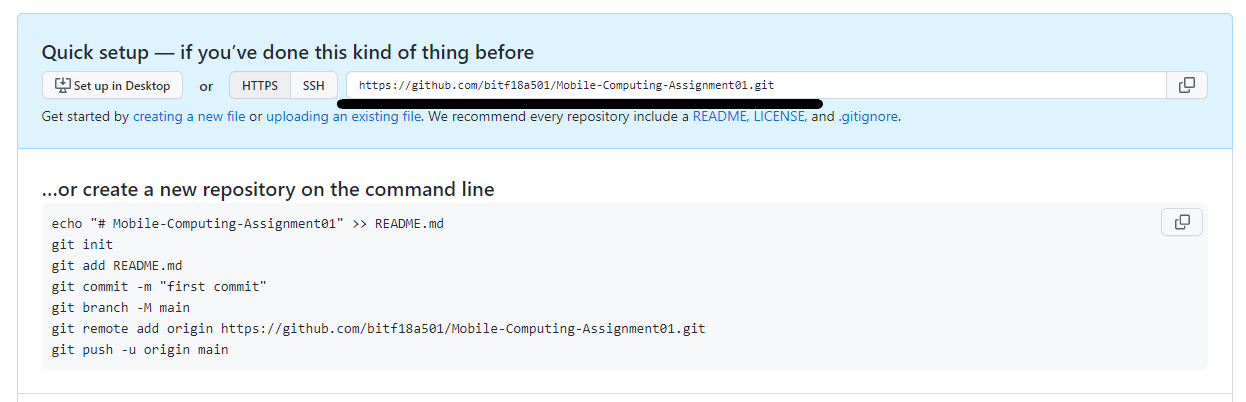 Quick setup — if you’ve done this kind of thing before
Set up in Desktop or HTTPS SSH https://github.com/bitf18a501/Mobile-Computing-Assignment01.git
Get started by creating a new file or uploading an existing file. We recommend every repository include a README, LICENSE, and .gitignore.
…or create a new repository on the command line
echo "# Mobile-Computing-Assignment01" >> README.md
git init
git add README.md
git commit -m "first commit"
git branch -M main
git remote add origin https://github.com/bitf18a501/Mobile-Computing-Assignment01.git
git push -u origin main